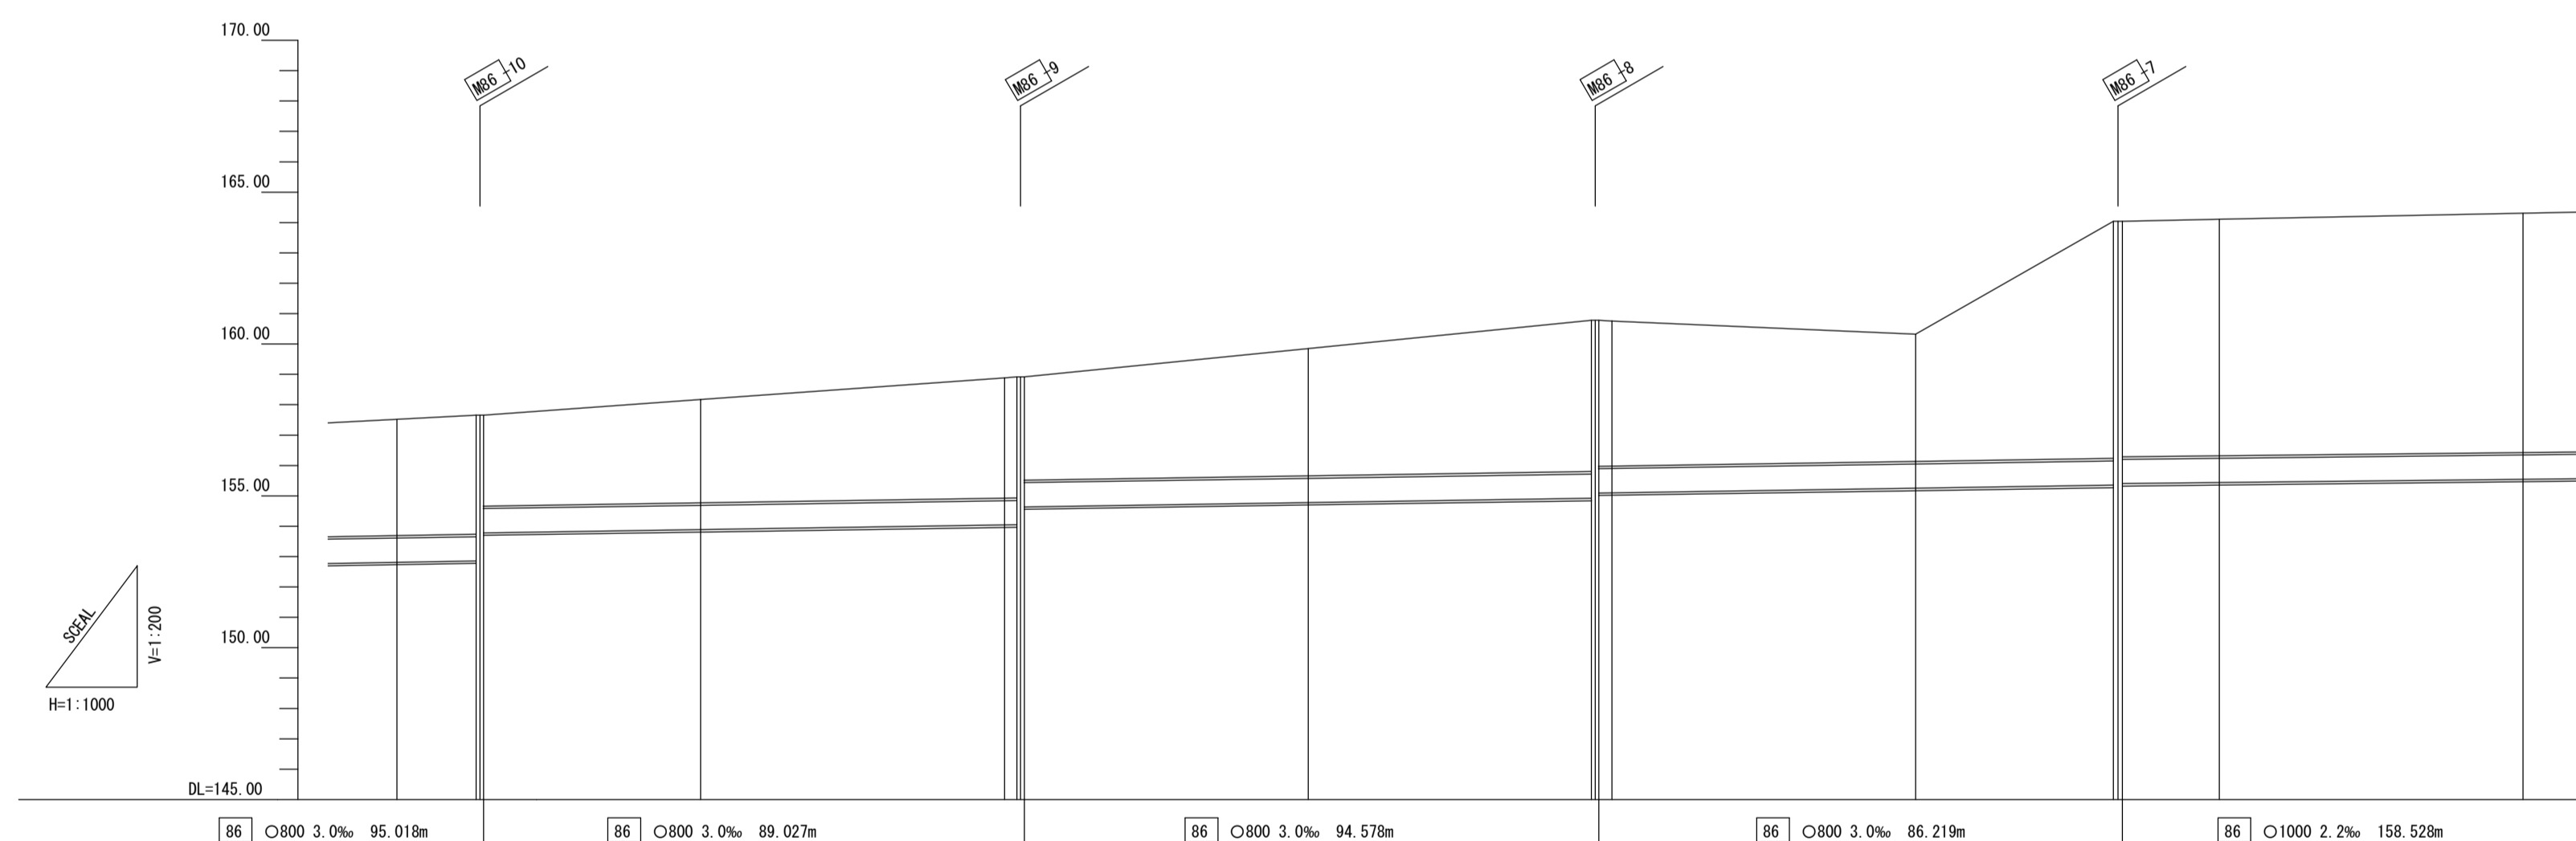 170.00
M86 -10
M86 -9
M86 -8
M86 -7
165.00
160.00
155.00
150.00
SCEAL
V=1:200
H=1:1000
DL=145.00
86 ○800 3.0‰ 95.018m
86 ○800 3.0‰ 89.027m
86 ○800 3.0‰ 94.578m
86 ○800 3.0‰ 86.219m
86 ○1000 2.2‰ 158.528m